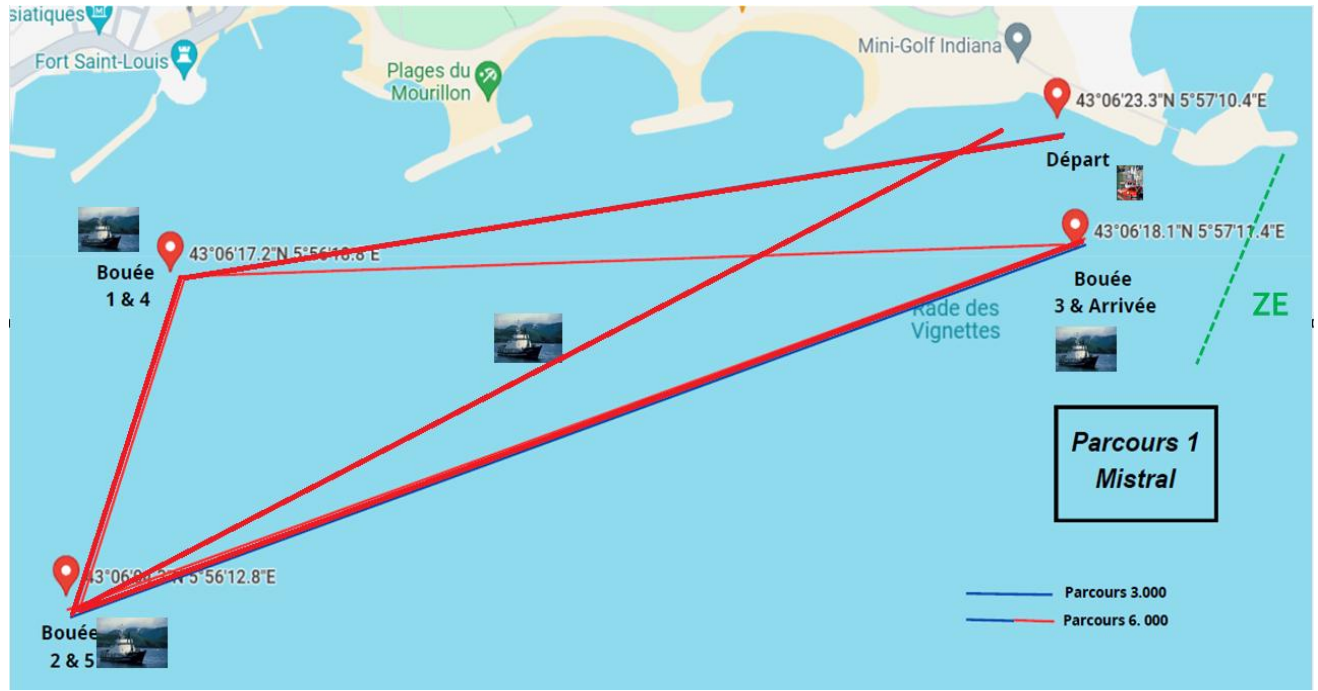 siatiques
Fort Saint-Louis
Plages du
Mourillon
Mini-Golf Indiana
43°06'23.3"N 5°57'10.4"E
Départ
43°06'17.2"N
Bouée
1 & 4
43°06'18.1"N 5°57'11.4"E
Bouée
3 & Arrivée
Rade des
Vignettes
ZE
Parcours 1
Mistral
5°56'12.8"E
Bouée
2 & 5
Parcours 3.000
Parcours 6. 000